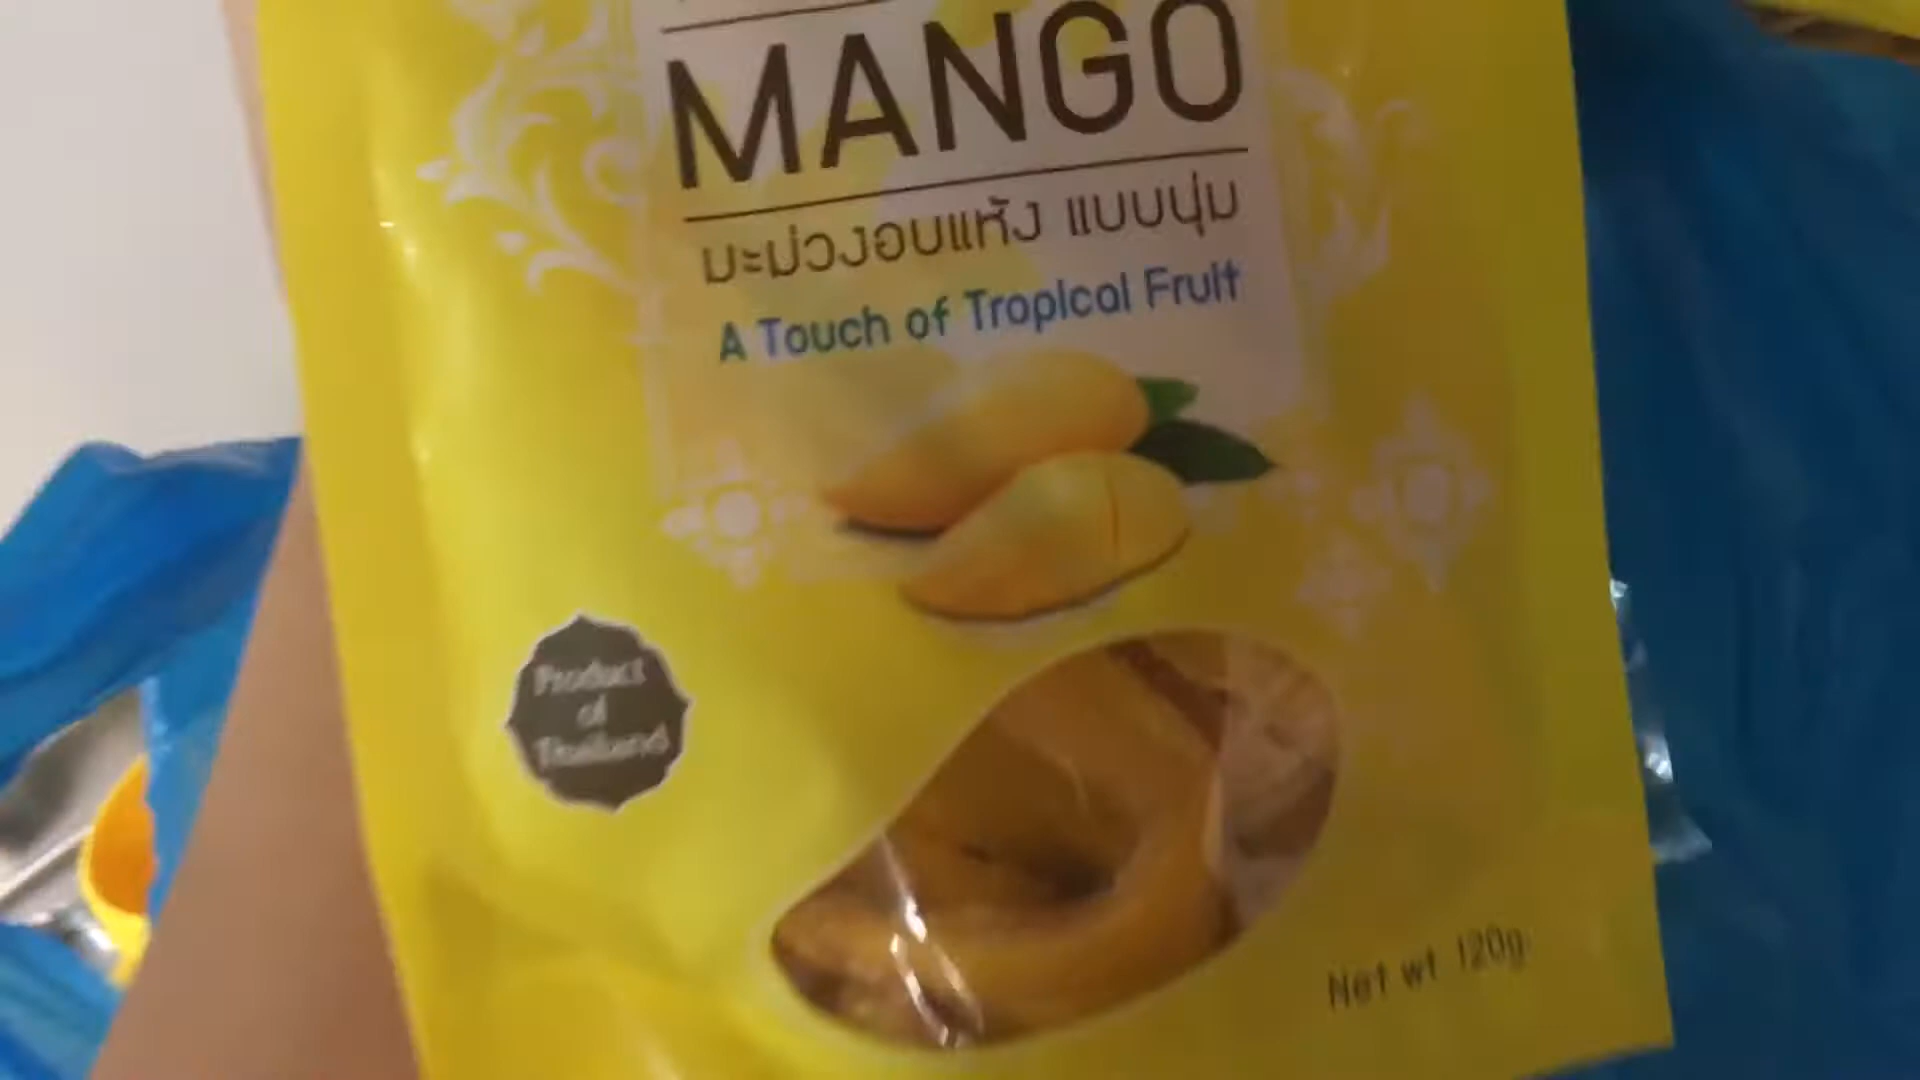 MANGO
มะม่วงอบแห้ง แบบนุ่ม
A Touch of Tropical Fruit
Product
of
Thailand
Net wt 120g.